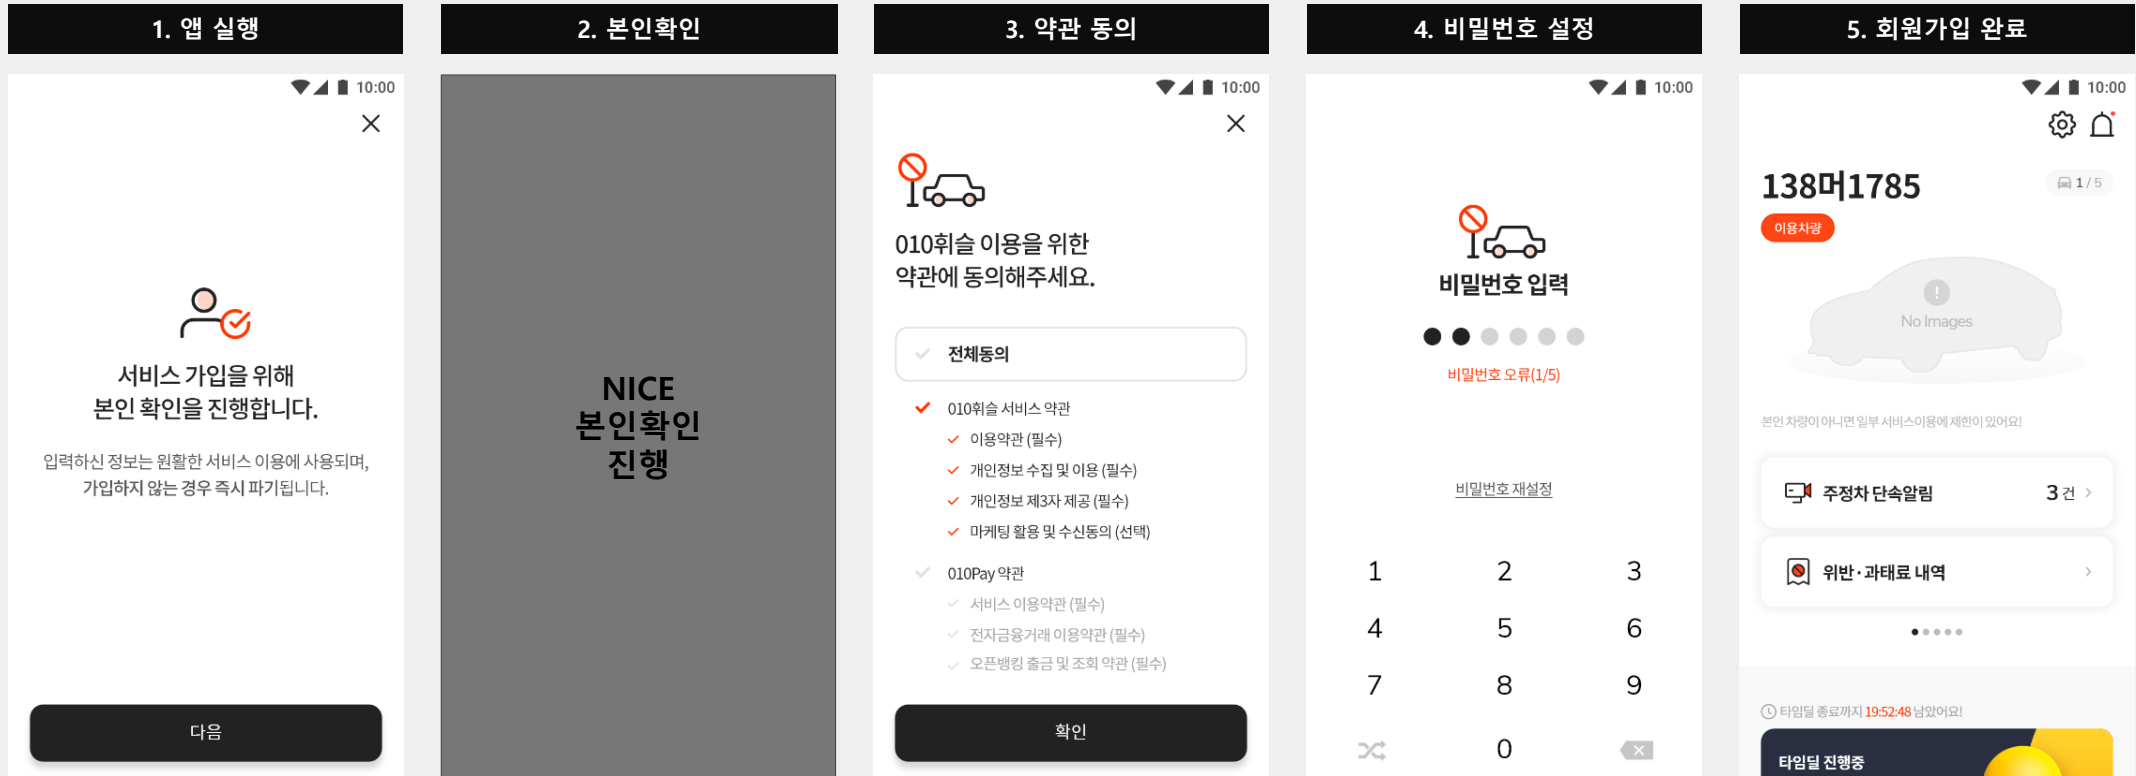 1. 앱 실행
10:00
서비스 가입을 위해
본인 확인을 진행합니다.
입력하신 정보는 원활한 서비스 이용에 사용되며,
가입하지 않는 경우 즉시 파기됩니다.
다음
2. 본인확인
NICE
본인확인
진행
3. 약관 동의
10:00
010휘슬 이용을 위한
약관에 동의해주세요.
전체동의
010휘슬 서비스 약관
이용약관 (필수)
개인정보 수집 및 이용 (필수)
개인정보 제3자 제공 (필수)
마케팅 활용 및 수신동의 (선택)
010Pay 약관
서비스 이용약관 (필수)
전자금융거래 이용약관 (필수)
오픈뱅킹 출금 및 조회 약관 (필수)
확인
4. 비밀번호 설정
10:00
비밀번호 입력
비밀번호 오류(1/5)
비밀번호 재설정
1 2 3
4 5 6
7 8 9
0
5. 회원가입 완료
10:00
138머1785
1 / 5
이용차량
No Images
본인 차량이 아니면 일부 서비스이용에 제한이 있어요!
주정차 단속알림 3 건
위반·과태료 내역
타임딜 종료까지 19:52:48 남았어요!
타임딜 진행중